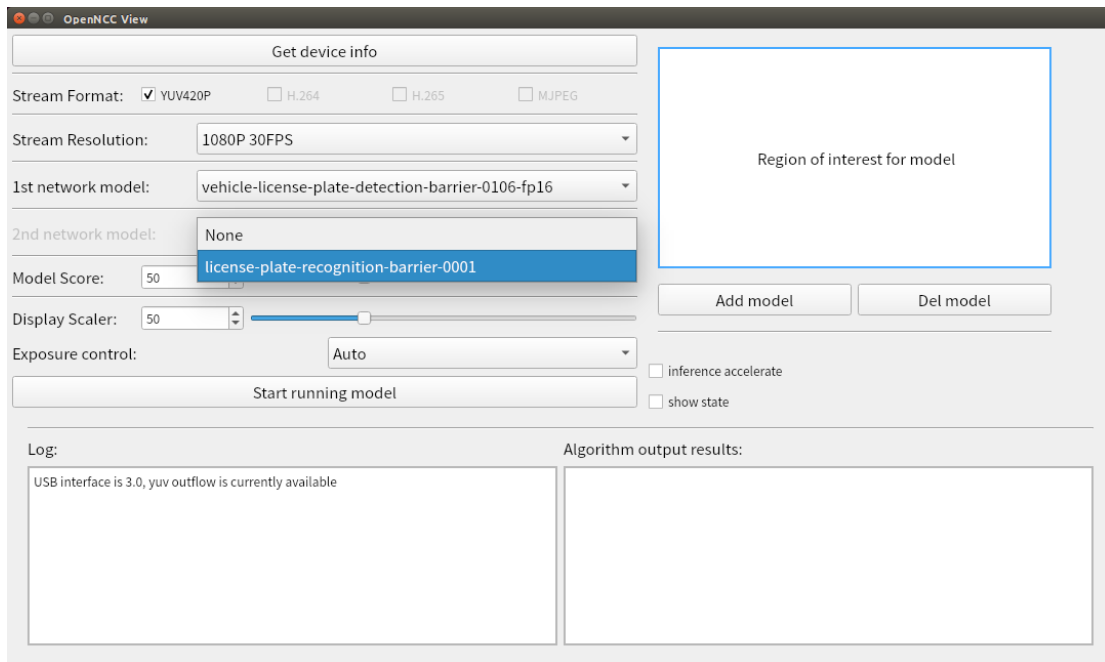 OpenNCC View
Get device info
Stream Format: YUV420P H.264 H.265 MJPEG
Stream Resolution: 1080P 30FPS
1st network model: vehicle-license-plate-detection-barrier-0106-fp16
2nd network model:
None
license-plate-recognition-barrier-0001
Model Score: 50
Display Scaler: 50
Exposure control: Auto
Start running model
Region of interest for model
Add model Del model
inference accelerate
show state
Log:
USB interface is 3.0, yuv outflow is currently available
Algorithm output results: